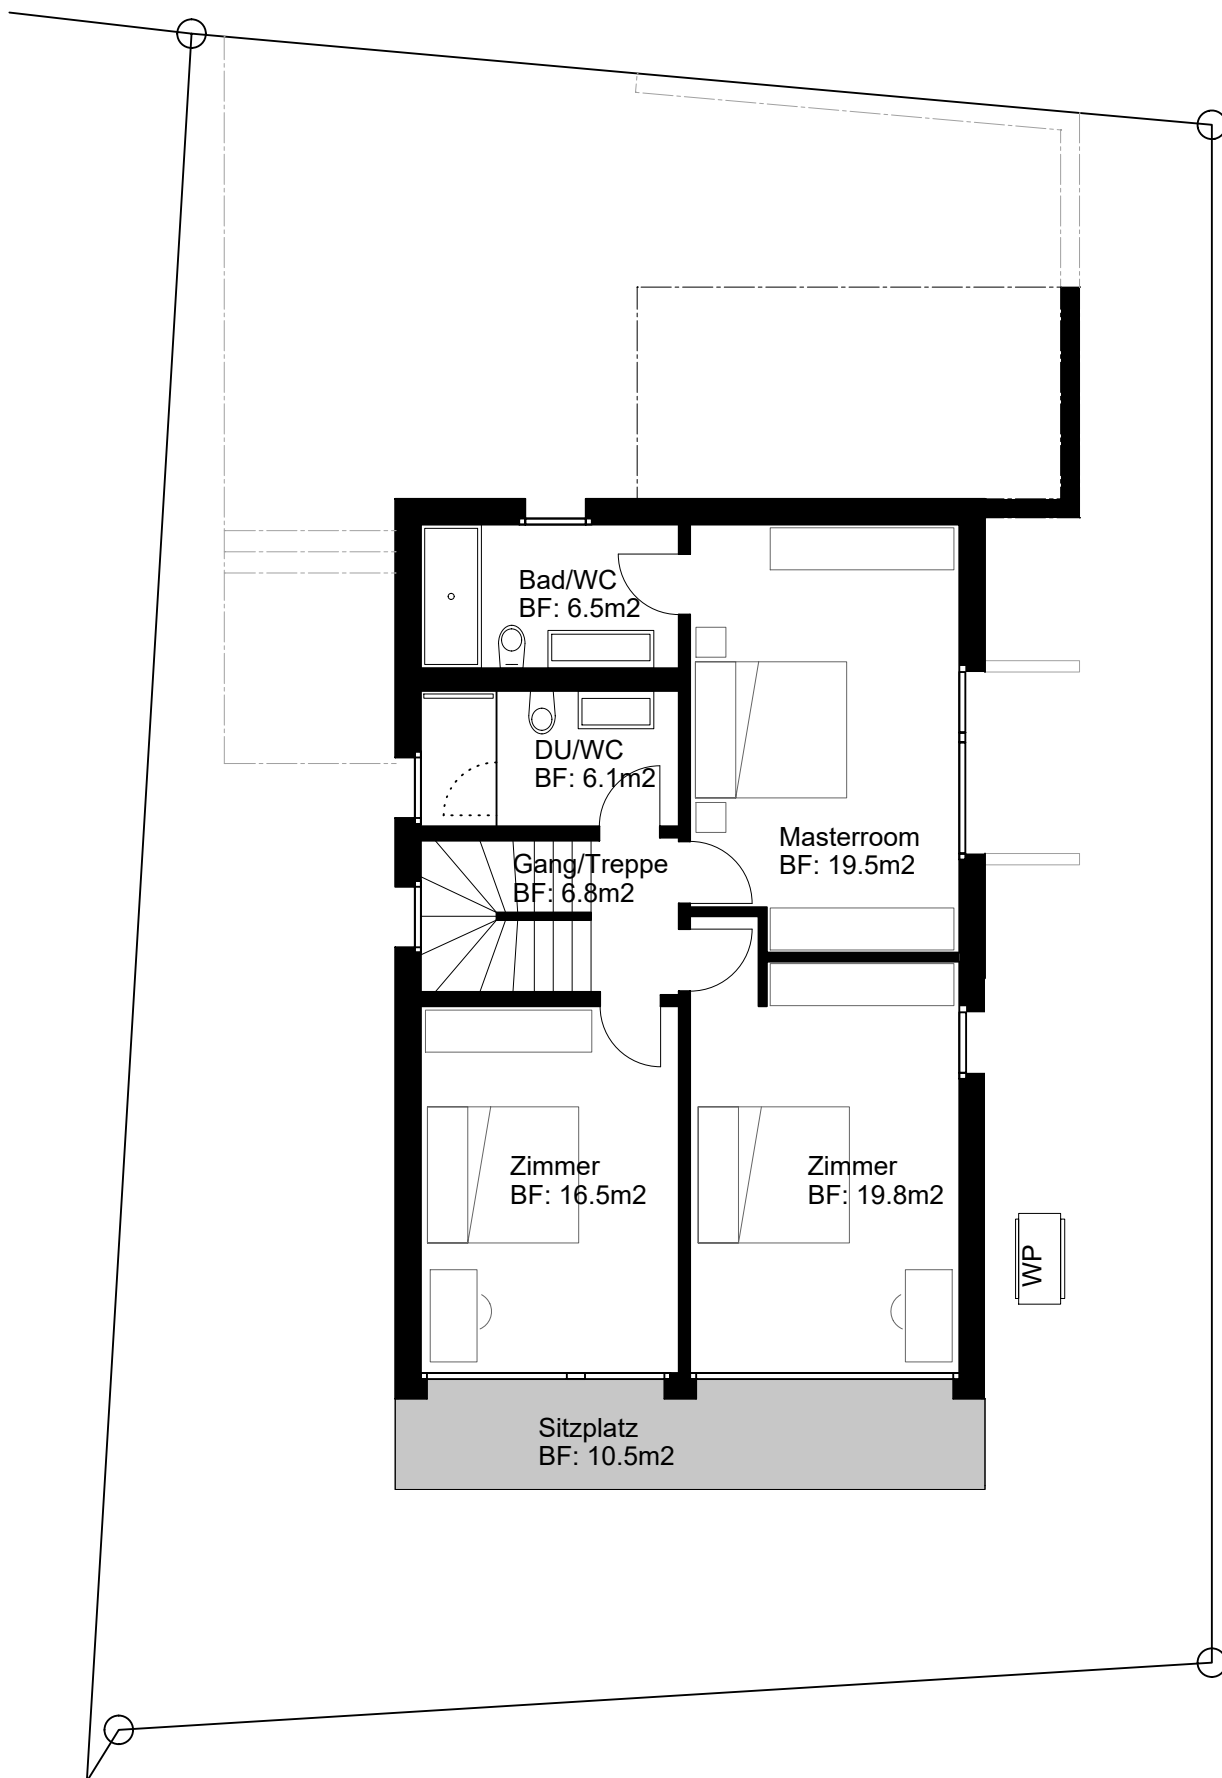 Bad/WC
BF: 6.5m2
DU/WC
BF: 6.1m2
Masterroom
BF: 19.5m2
Gang/Treppe
BF: 6.8m2
Zimmer
BF: 16.5m2
Zimmer
BF: 19.8m2
WP
Sitzplatz
BF: 10.5m2